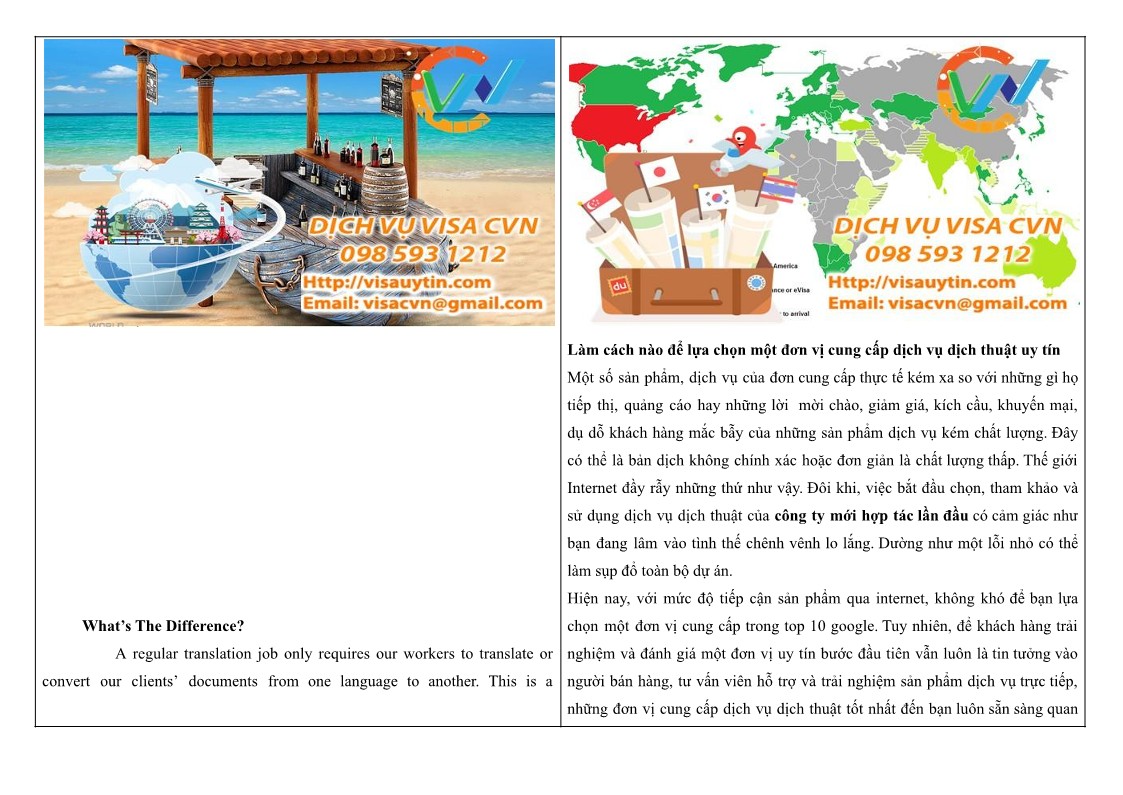 DỊCH VỤ VISA CVN
098 593 1212
Http://visauytin.com
Email: visacvn@gmail.com
WORLD
What's The Difference?
A regular translation job only requires our workers to translate or
convert our clients' documents from one language to another. This is a
DỊCH VỤ VISA CVN
098 593 1212
Http://visauytin.com
Email: visacvn@gmail.com
America
ance or eVisa
to arrival
du
Làm cách nào để lựa chọn một đơn vị cung cấp dịch vụ dịch thuật uy tín
Một số sản phẩm, dịch vụ của đơn cung cấp thực tế kém xa so với những gì họ
tiếp thị, quảng cáo hay những lời mời chào, giảm giá, kích cầu, khuyến mại,
dụ dỗ khách hàng mắc bẫy của những sản phẩm dịch vụ kém chất lượng. Đây
có thể là bản dịch không chính xác hoặc đơn giản là chất lượng thấp. Thế giới
Internet đầy rẫy những thứ như vậy. Đôi khi, việc bắt đầu chọn, tham khảo và
sử dụng dịch vụ dịch thuật của công ty mới hợp tác lần đầu có cảm giác như
bạn đang lâm vào tình thế chênh vênh lo lắng. Dường như một lỗi nhỏ có thể
làm sụp đổ toàn bộ dự án.
Hiện nay, với mức độ tiếp cận sản phẩm qua internet, không khó để bạn lựa
chọn một đơn vị cung cấp trong top 10 google. Tuy nhiên, để khách hàng trải
nghiệm và đánh giá một đơn vị uy tín bước đầu tiên vẫn luôn là tin tưởng vào
người bán hàng, tư vấn viên hỗ trợ và trải nghiệm sản phẩm dịch vụ trực tiếp,
những đơn vị cung cấp dịch vụ dịch thuật tốt nhất đến bạn luôn sẵn sàng quan